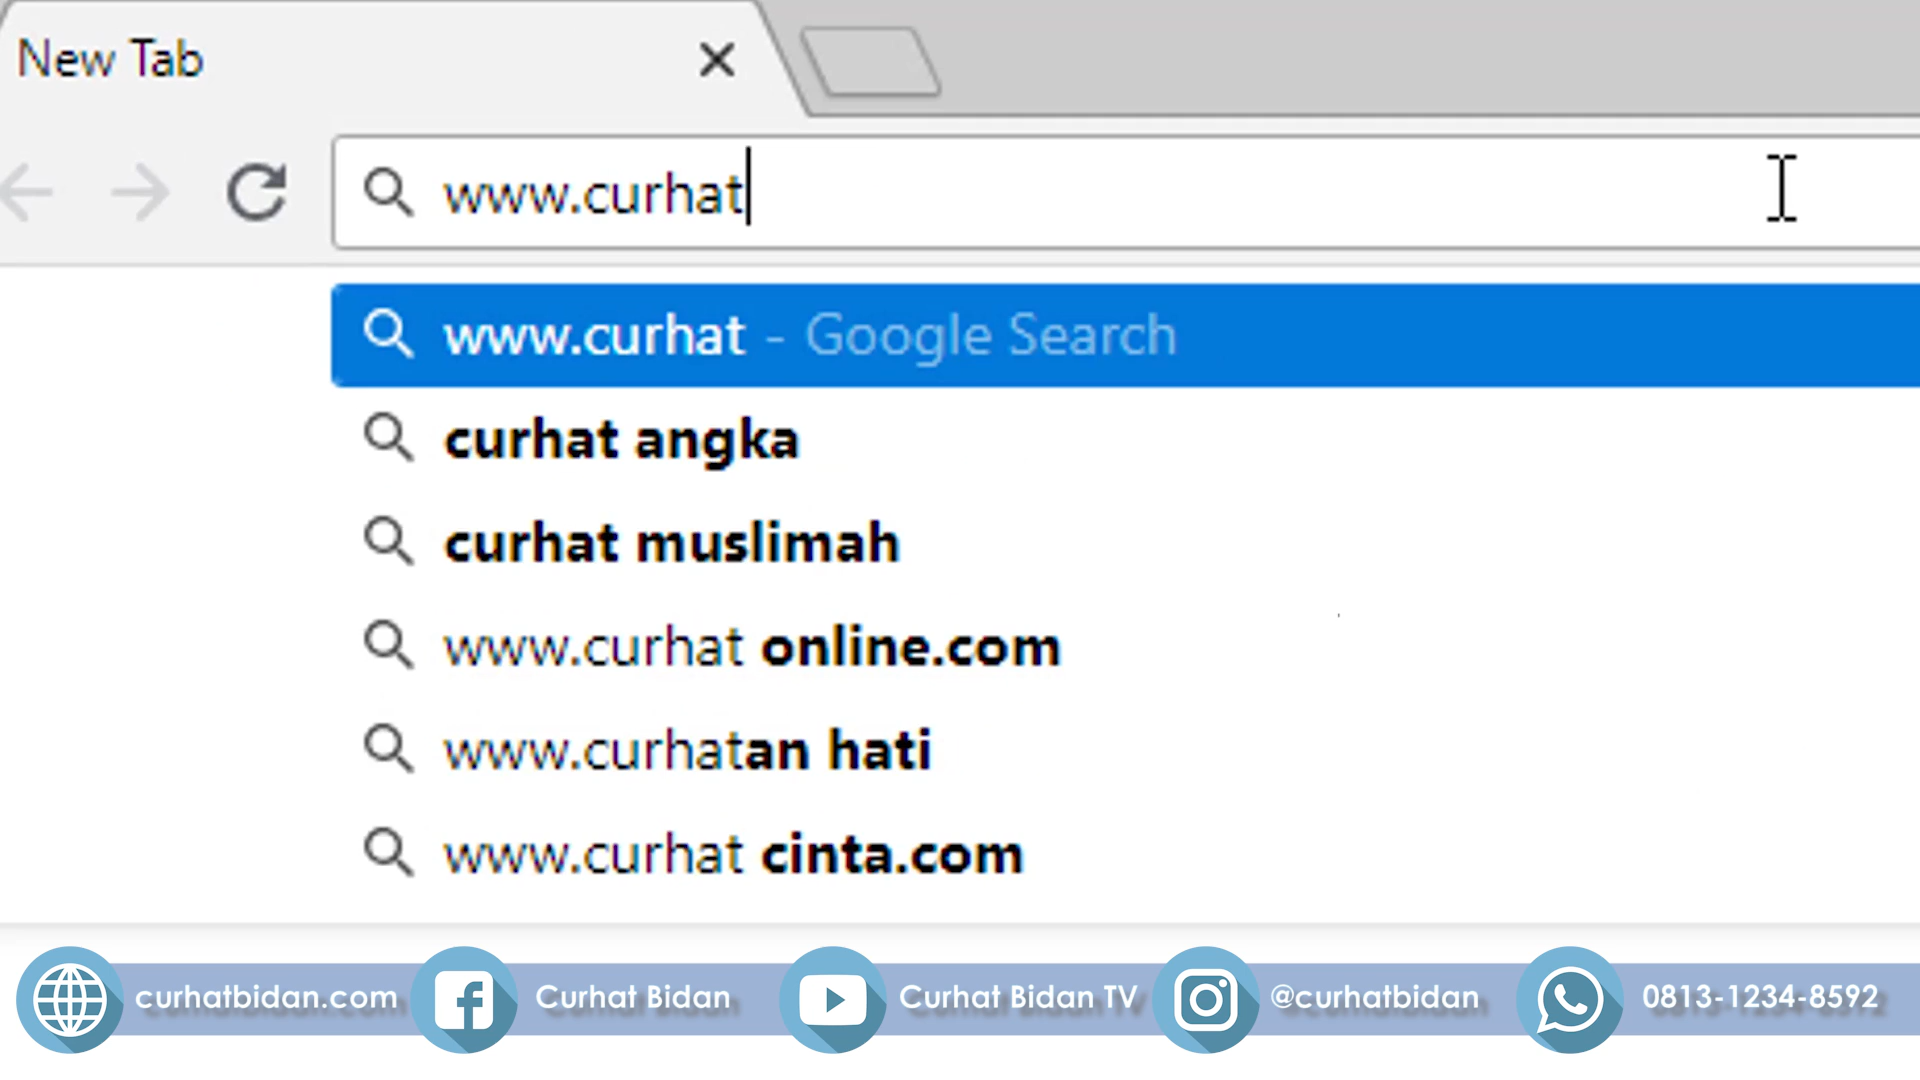 New Tab
www.curhat
www.curhat - Google Search
curhat angka
curhat muslimah
www.curhat online.com
www.curhatan hati
www.curhat cinta.com
curhatbidan.com Curhat Bidan Curhat Bidan TV @curhatbidan 0813-1234-8592